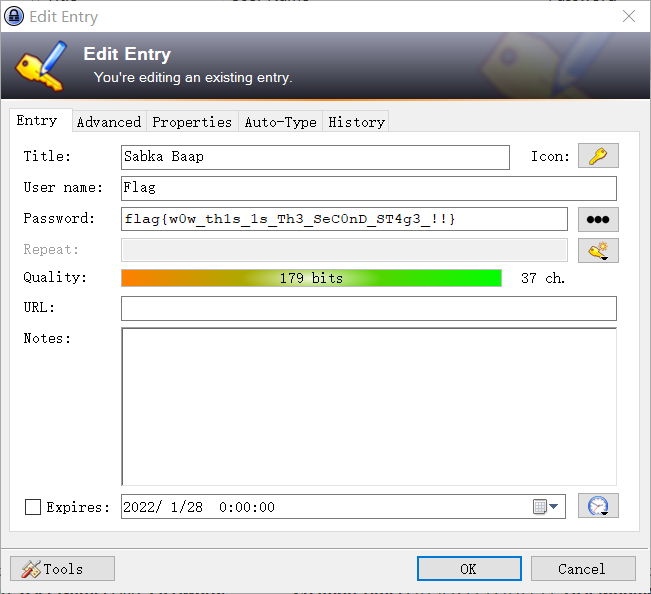 Edit Entry
Edit Entry
You're editing an existing entry.
Entry Advanced Properties Auto-Type History
Title: Sabka Baap Icon:
User name: Flag
Password: flag{w0w_th1s_1s_Th3_SeC0nD_ST4g3_!!}
Repeat:
Quality: 179 bits 37 ch.
URL:
Notes:
Expires: 2022/ 1/28 0:00:00
Tools OK Cancel